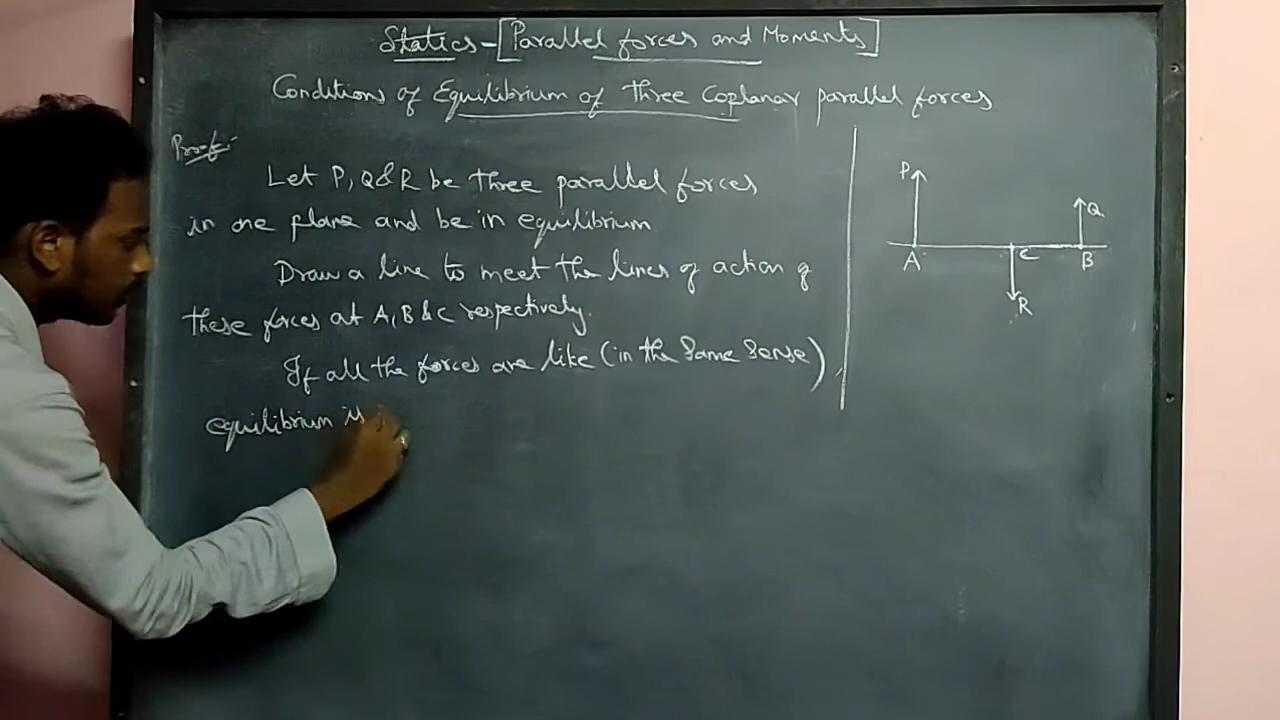 Statics - [Parallel forces and Moments]
Conditions of Equilibrium of Three Coplanar parallel forces
Proof:
Let P, Q & R be three parallel forces
in one plane and be in equilibrium
Draw a line to meet the lines of action of
these forces at A, B & C respectively.
If all the forces are like (in the same sense)
equilibrium is
P
Q
A
C
B
R